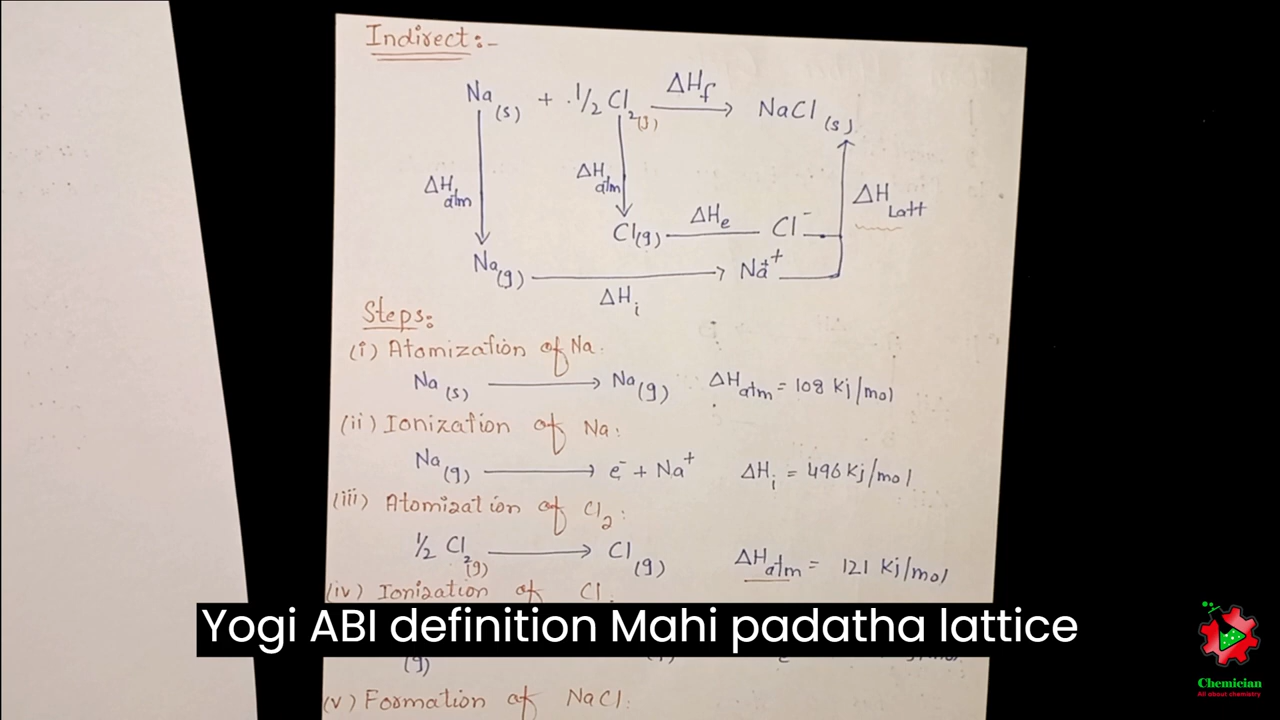 Indirect:-
Na(s) + 1/2 Cl2(g) ΔHf NaCl(s)
ΔHatm ΔHatm ΔHLatt
Cl(g) ΔHe Cl-
Na(g) ΔHi Na+
Steps:
(i) Atomization of Na:
Na(s) → Na(g) ΔHatm = 108 kj/mol
(ii) Ionization of Na:
Na(g) → e- + Na+ ΔHi = 496 kj/mol
(iii) Atomization of Cl2:
1/2 Cl2(g) → Cl(g) ΔHatm = 121 kj/mol
(iv) Ionization of Cl
Yogi ABI definition Mahi padatha lattice
(g)
(v) Formation of NaCl:
Chemician
All about chemistry